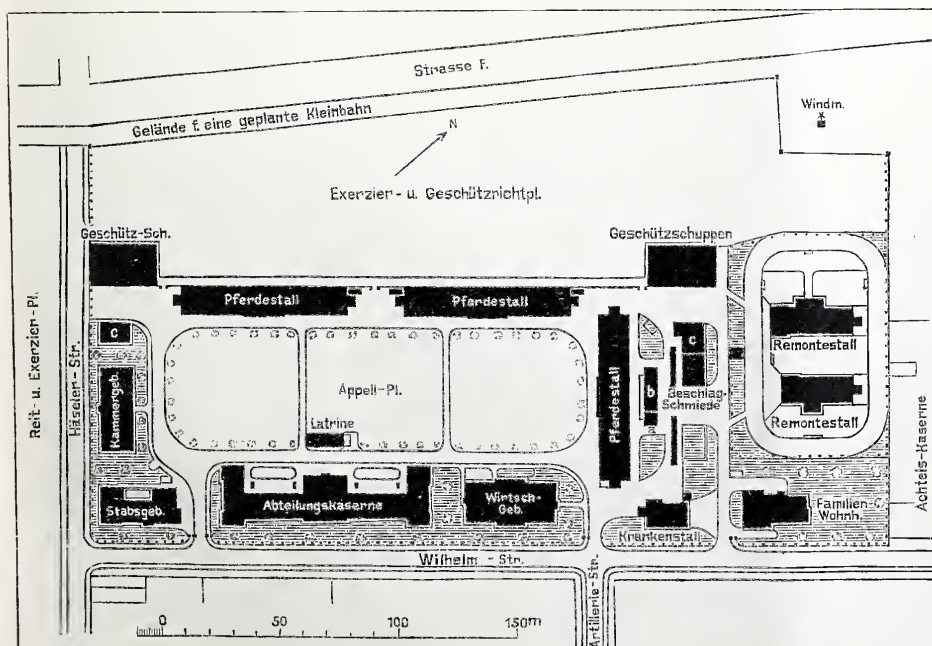 Strasse F.
Gelände f. eine geplante Kleinbahn
Windm.
N
Exerzier- u. Geschützrichtpl.
Geschütz-Sch.
Geschützschuppen
Pferdestall
Pferdestall
Reit- u. Exerzier-Pl.
Häseler-Str.
c
Kammergeb.
Appell-Pl.
Latrine
Pferdestall
b
c
Beschlag-
Schmiede
Remontestall
Remontestall
Achteis-Kaserne
Stabsgeb.
Abteilungskaserne
Wirtsch-
Geb.
Krankenstall
Familien-
Wohnh.
Wilhelm-Str.
Artillerie-Str.
0 50 100 150m